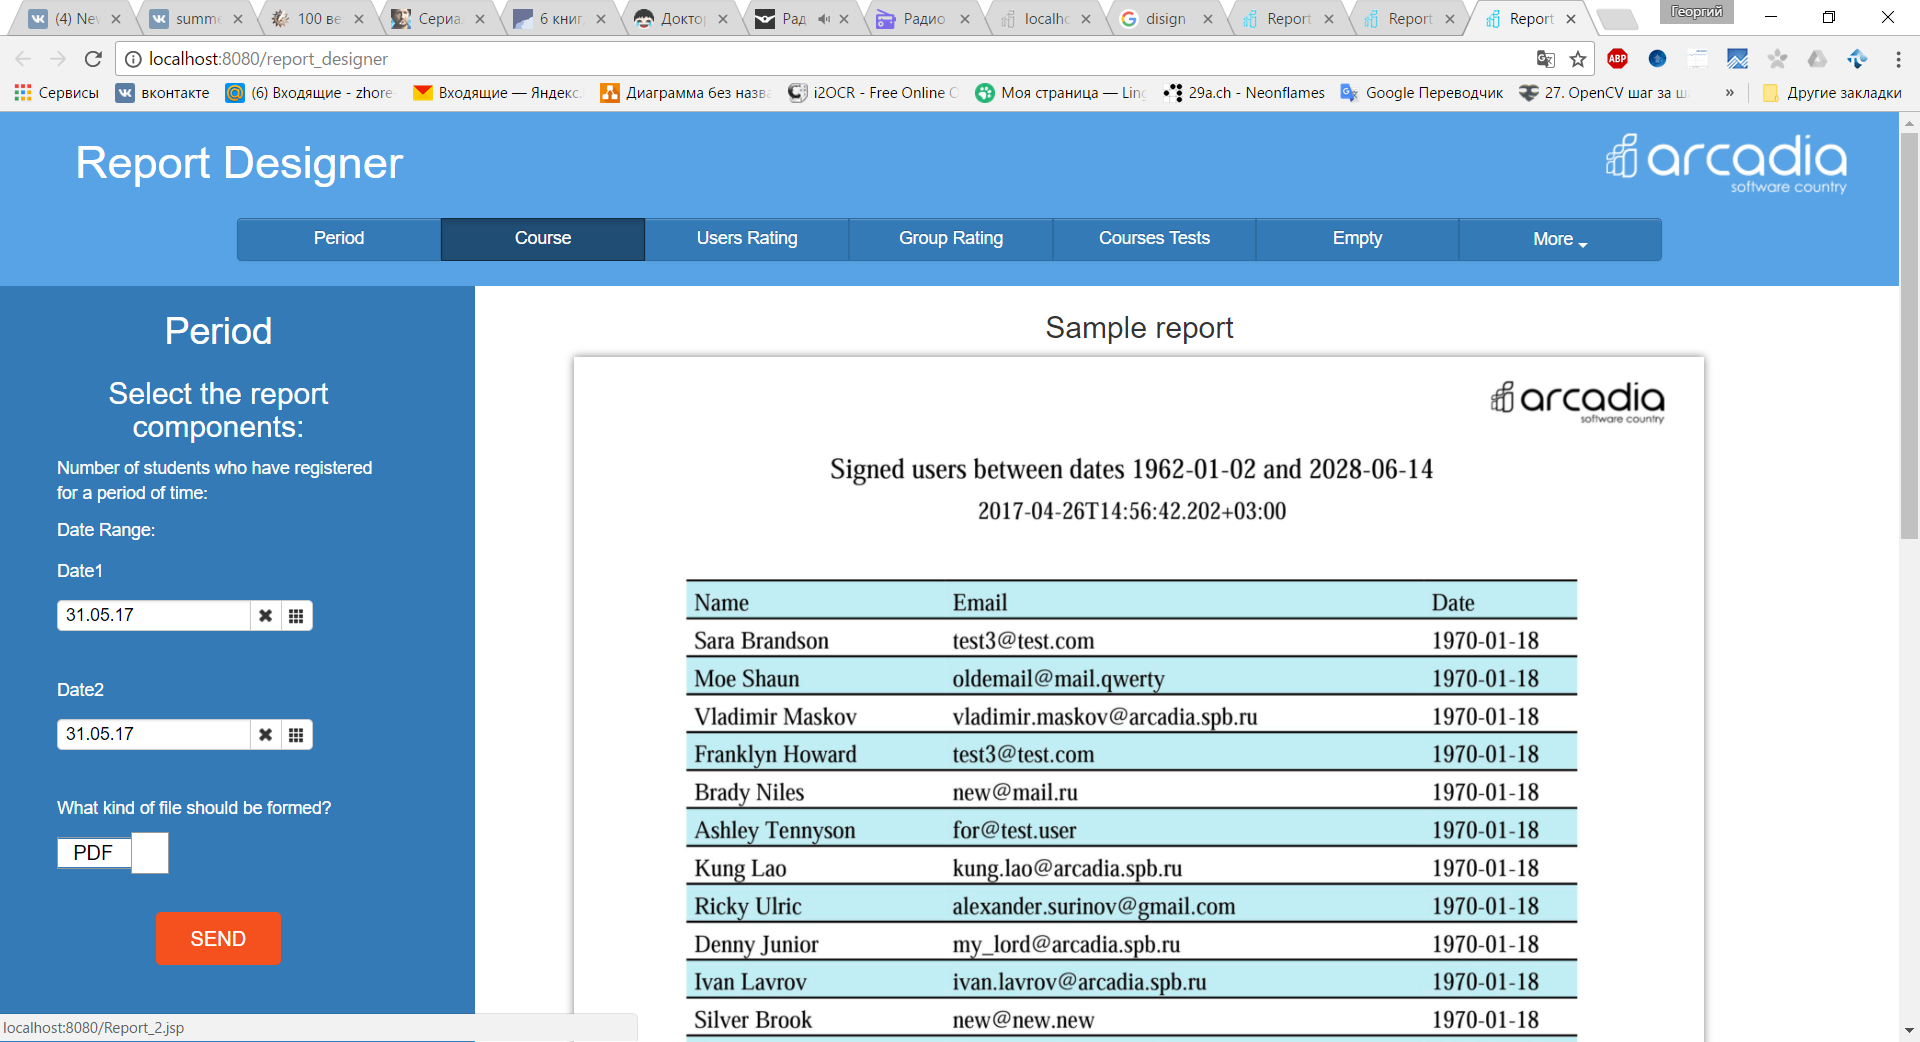 (4) Ne
summe
100 ве
Сериа
6 книг
Докто
Рад
Радио
localho
disign
Report
Report
Report
Георгий
localhost:8080/report_designer
ABP
Сервисы
вконтакте
(6) Входящие - zhore
Входящие — Яндекс.
Диаграмма без назва
i2OCR - Free Online
Моя страница — Lin
29a.ch - Neonflames
Google Переводчик
27. OpenCV шаг за ш
»
Другие закладки
Report Designer
arcadia
software country
Period
Course
Users Rating
Group Rating
Courses Tests
Empty
More
Period
Select the report
components:
Number of students who have registered
for a period of time:
Date Range:
Date1
31.05.17
Date2
31.05.17
What kind of file should be formed?
PDF
SEND
localhost:8080/Report_2.jsp
Sample report
arcadia
software country
Signed users between dates 1962-01-02 and 2028-06-14
2017-04-26T14:56:42.202+03:00
Name Email Date
Sara Brandson test3@test.com 1970-01-18
Moe Shaun oldemail@mail.qwerty 1970-01-18
Vladimir Maskov vladimir.maskov@arcadia.spb.ru 1970-01-18
Franklyn Howard test3@test.com 1970-01-18
Brady Niles new@mail.ru 1970-01-18
Ashley Tennyson for@test.user 1970-01-18
Kung Lao kung.lao@arcadia.spb.ru 1970-01-18
Ricky Ulric alexander.surinov@gmail.com 1970-01-18
Denny Junior my_lord@arcadia.spb.ru 1970-01-18
Ivan Lavrov ivan.lavrov@arcadia.spb.ru 1970-01-18
Silver Brook new@new.new 1970-01-18